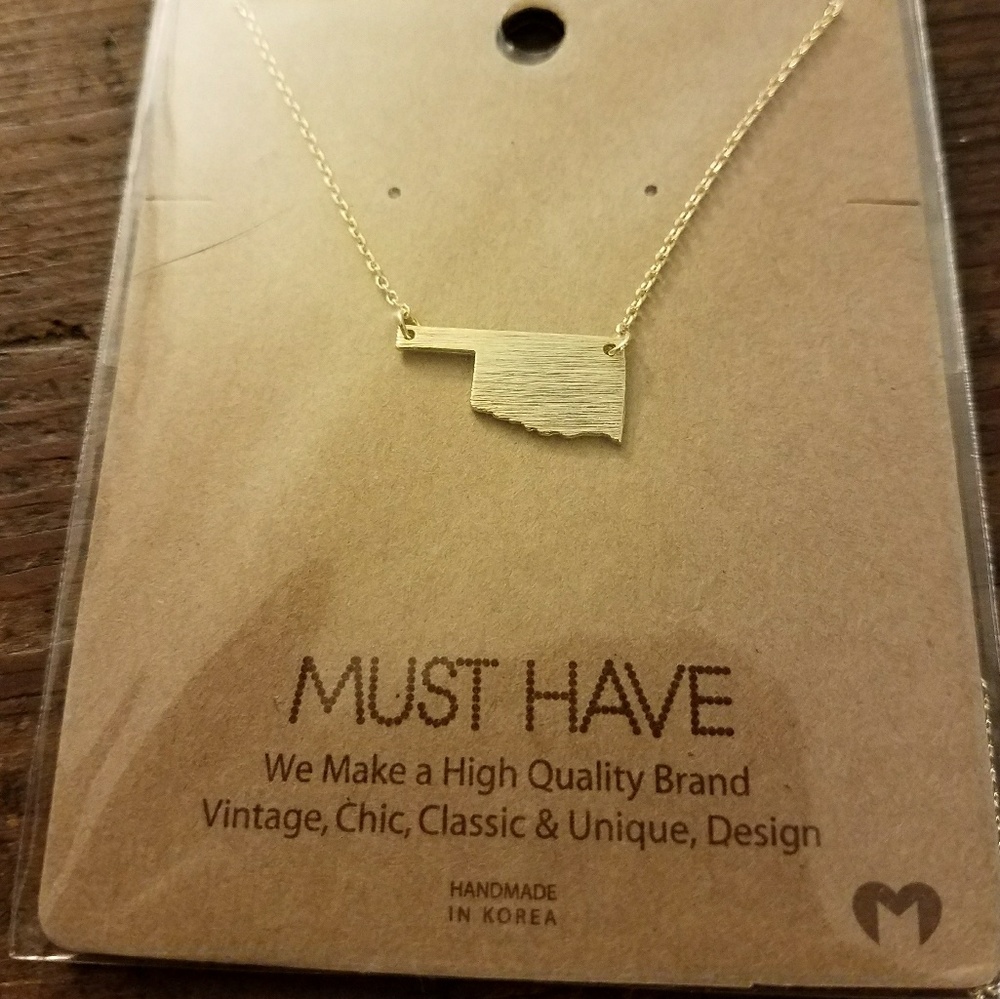 MUST HAVE
We Make a High Quality Brand
Vintage, Chic, Classic & Unique, Design
HANDMADE
IN KOREA
M